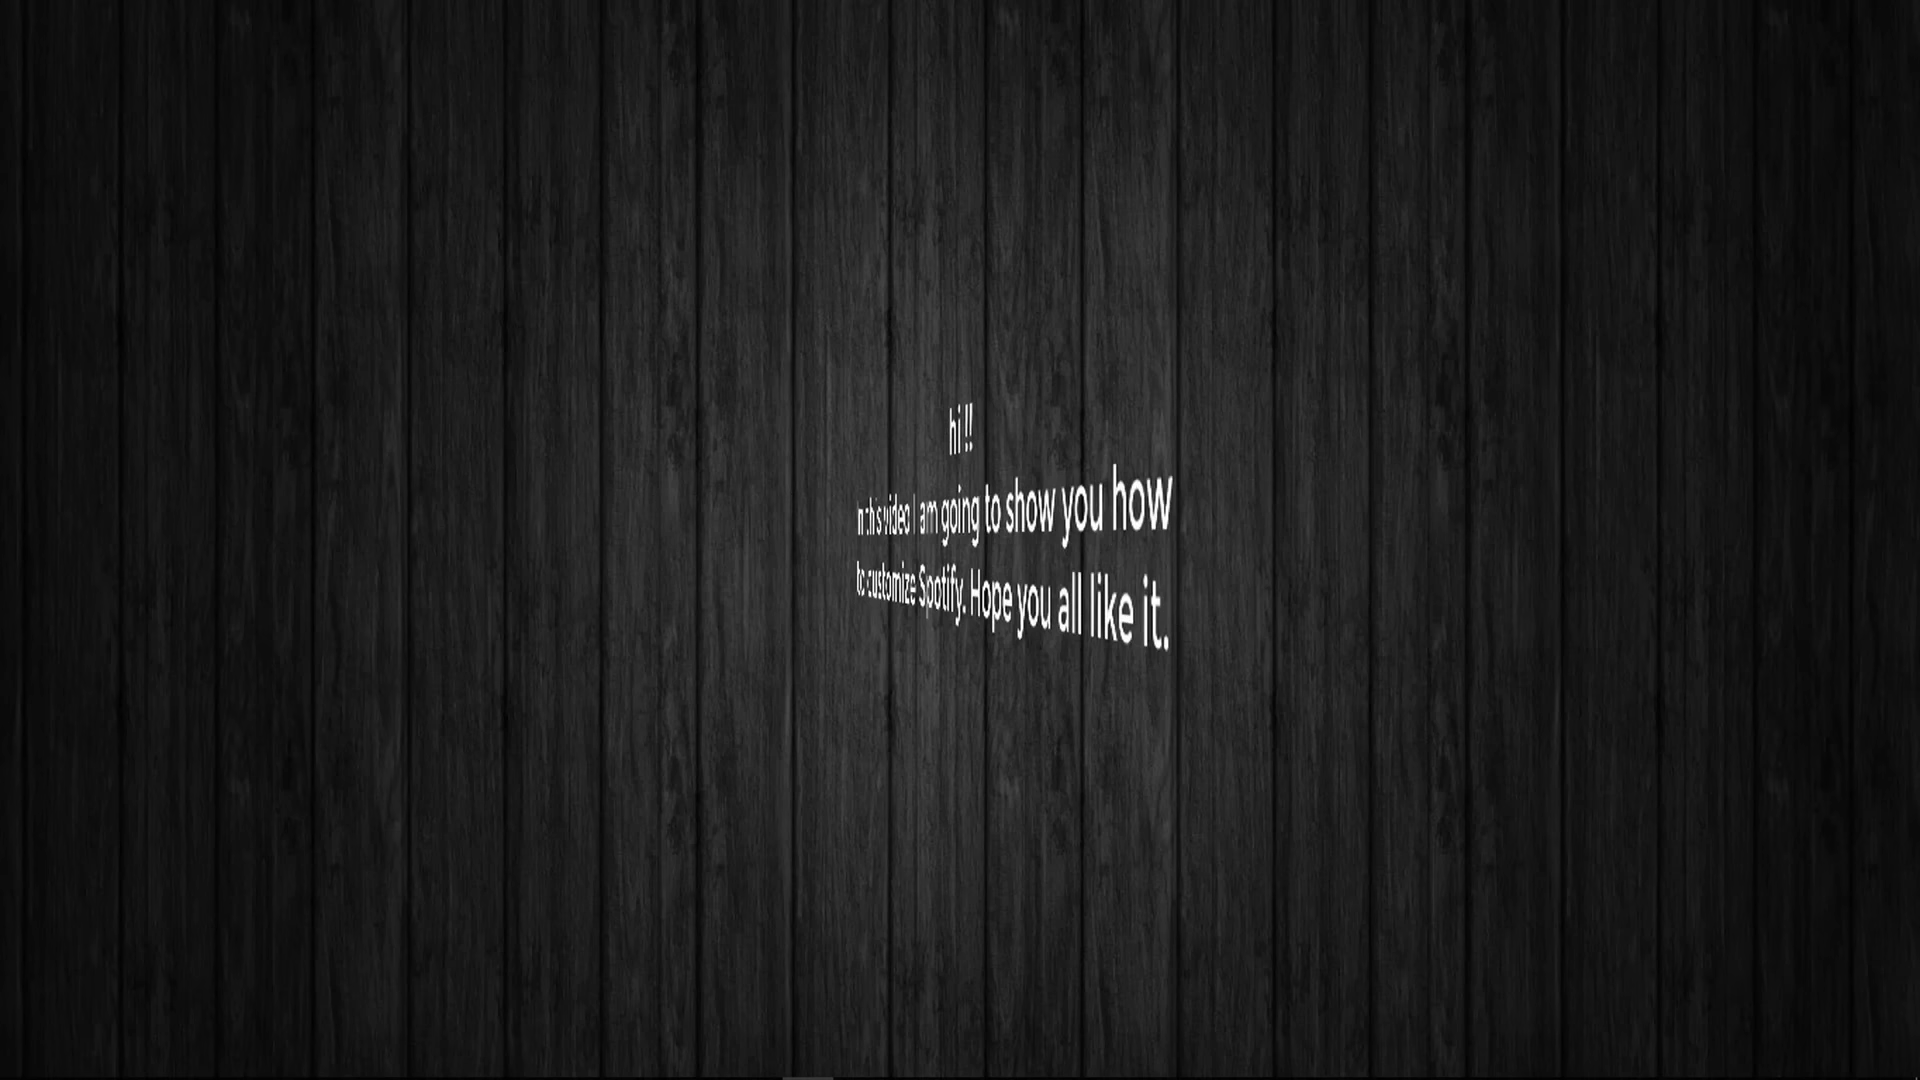 hi !!
in this video I am going to show you how
to customize Spotify. Hope you all like it.